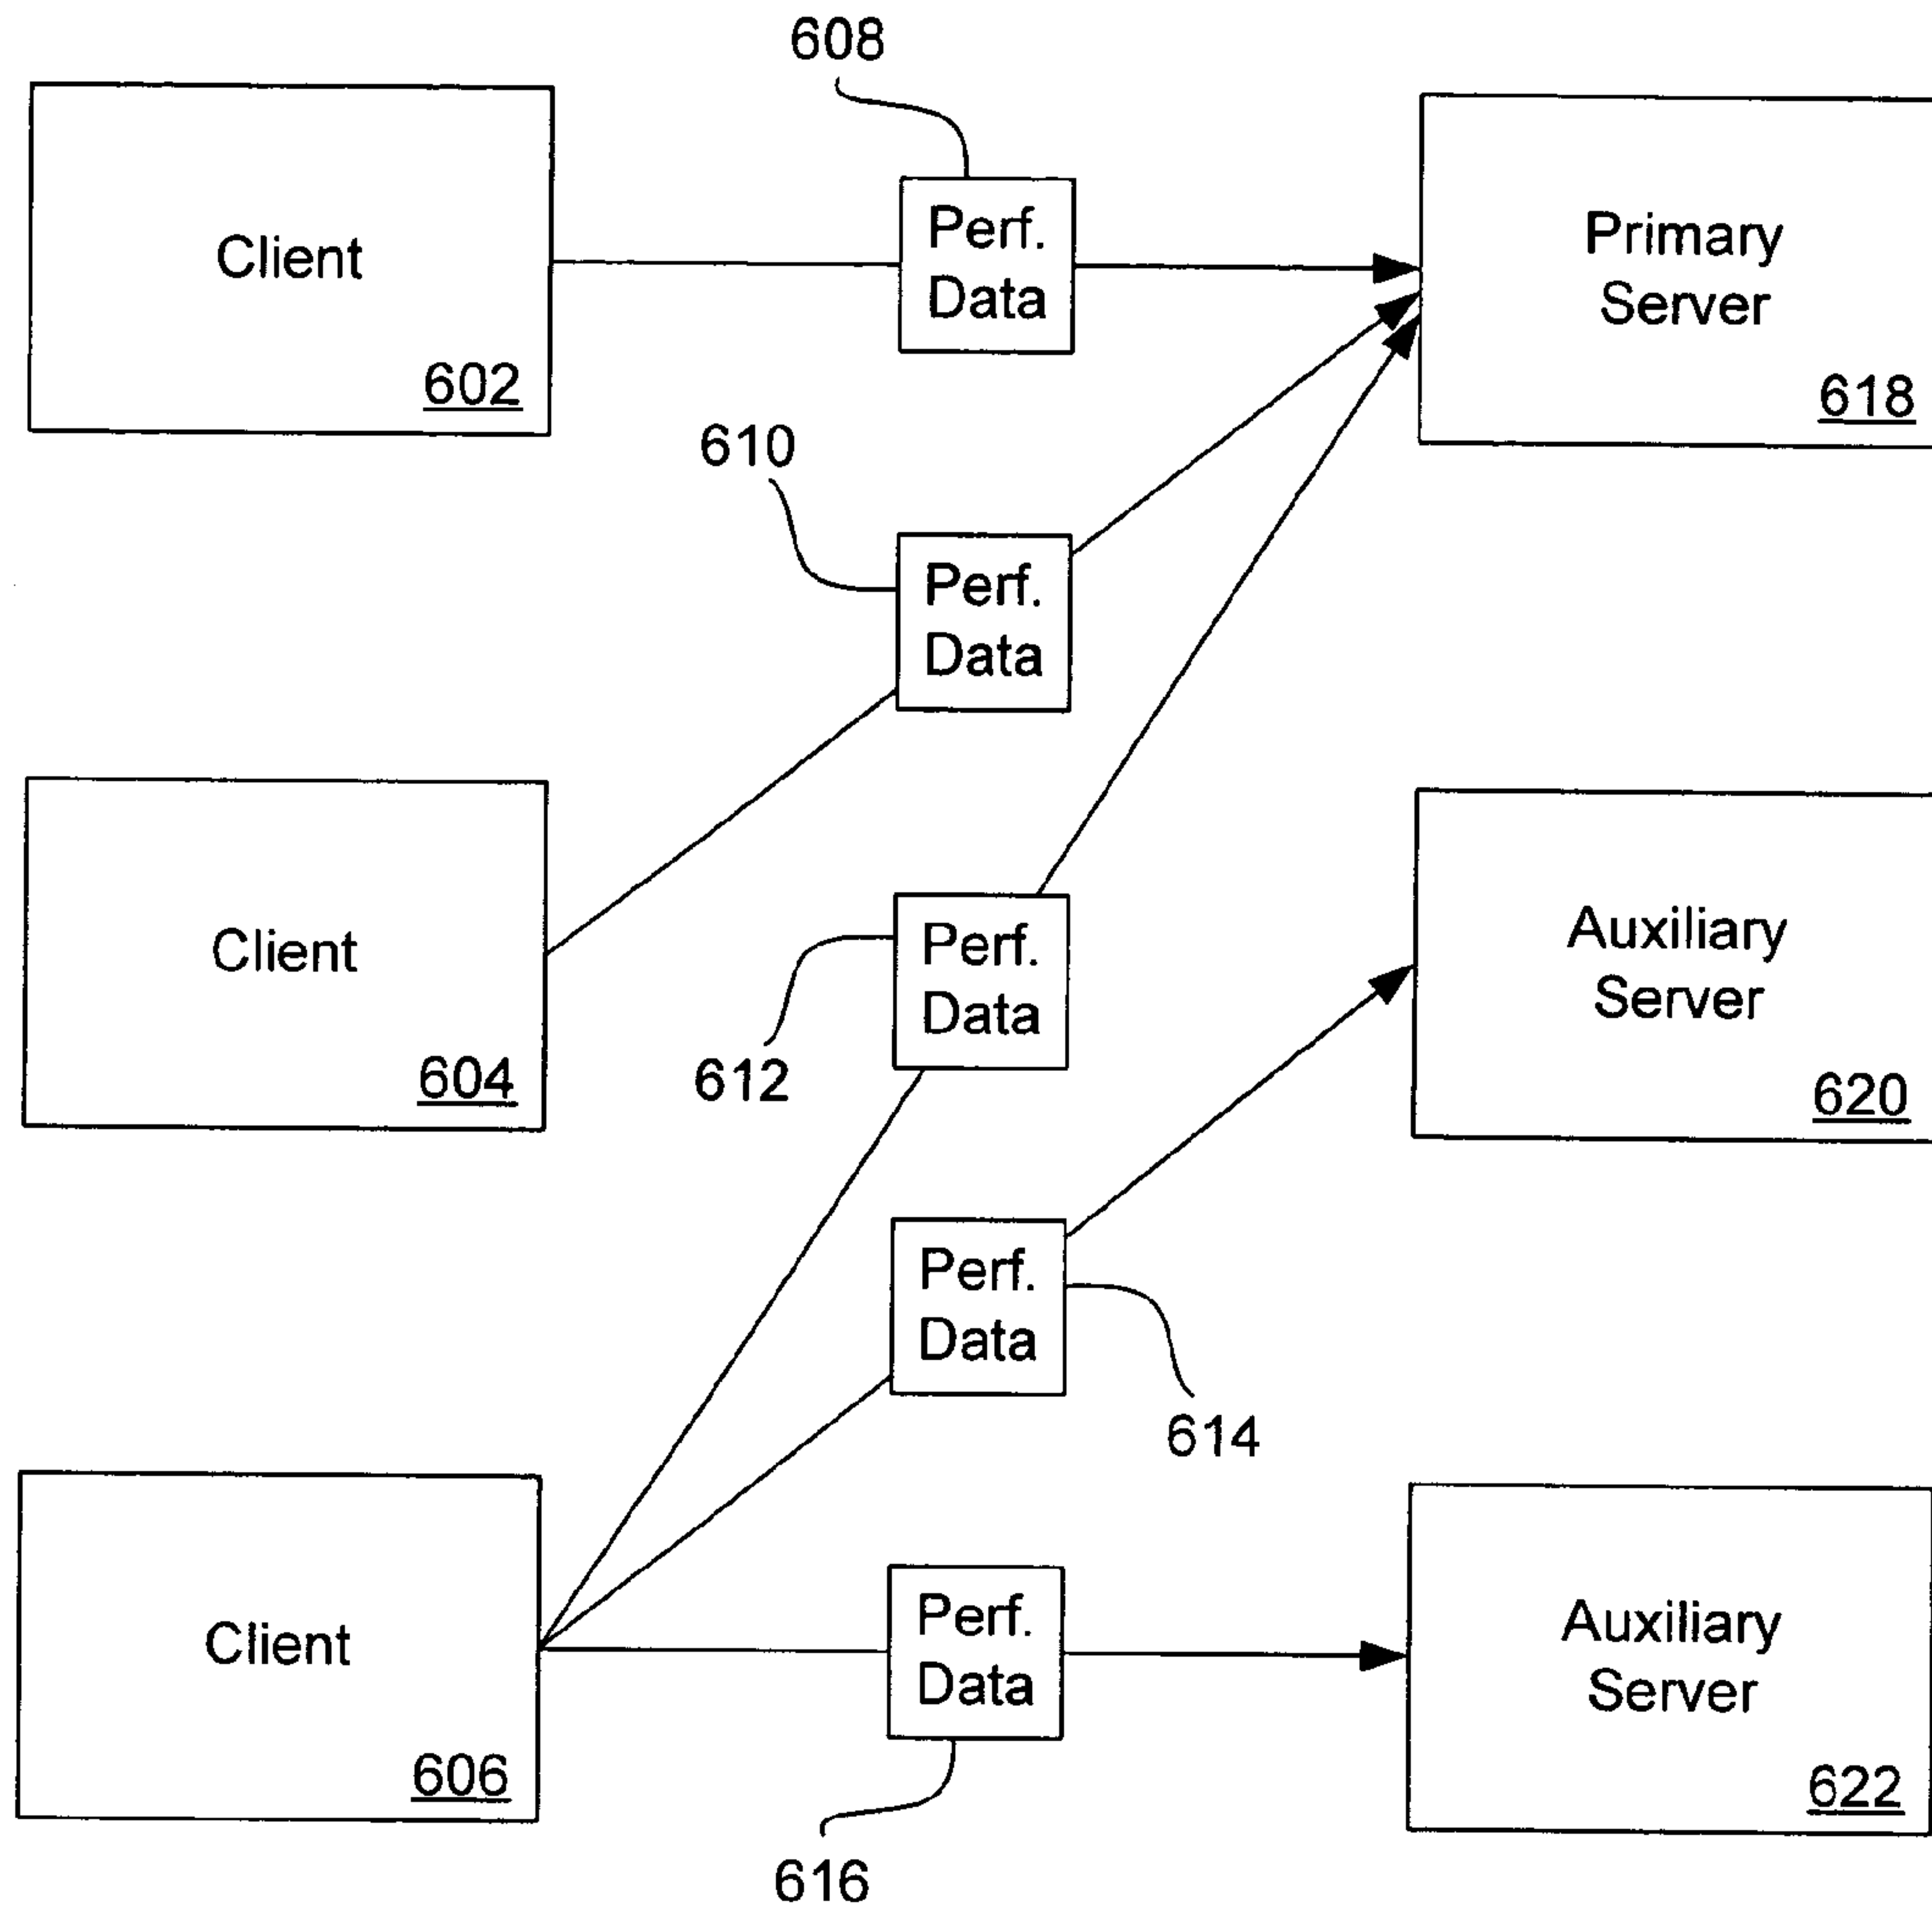 608
Client
602
Perf.
Data
Primary
Server
618
610
Perf.
Data
Client
604
612
Perf.
Data
Auxiliary
Server
620
Perf.
Data
614
Client
606
Perf.
Data
616
Auxiliary
Server
622